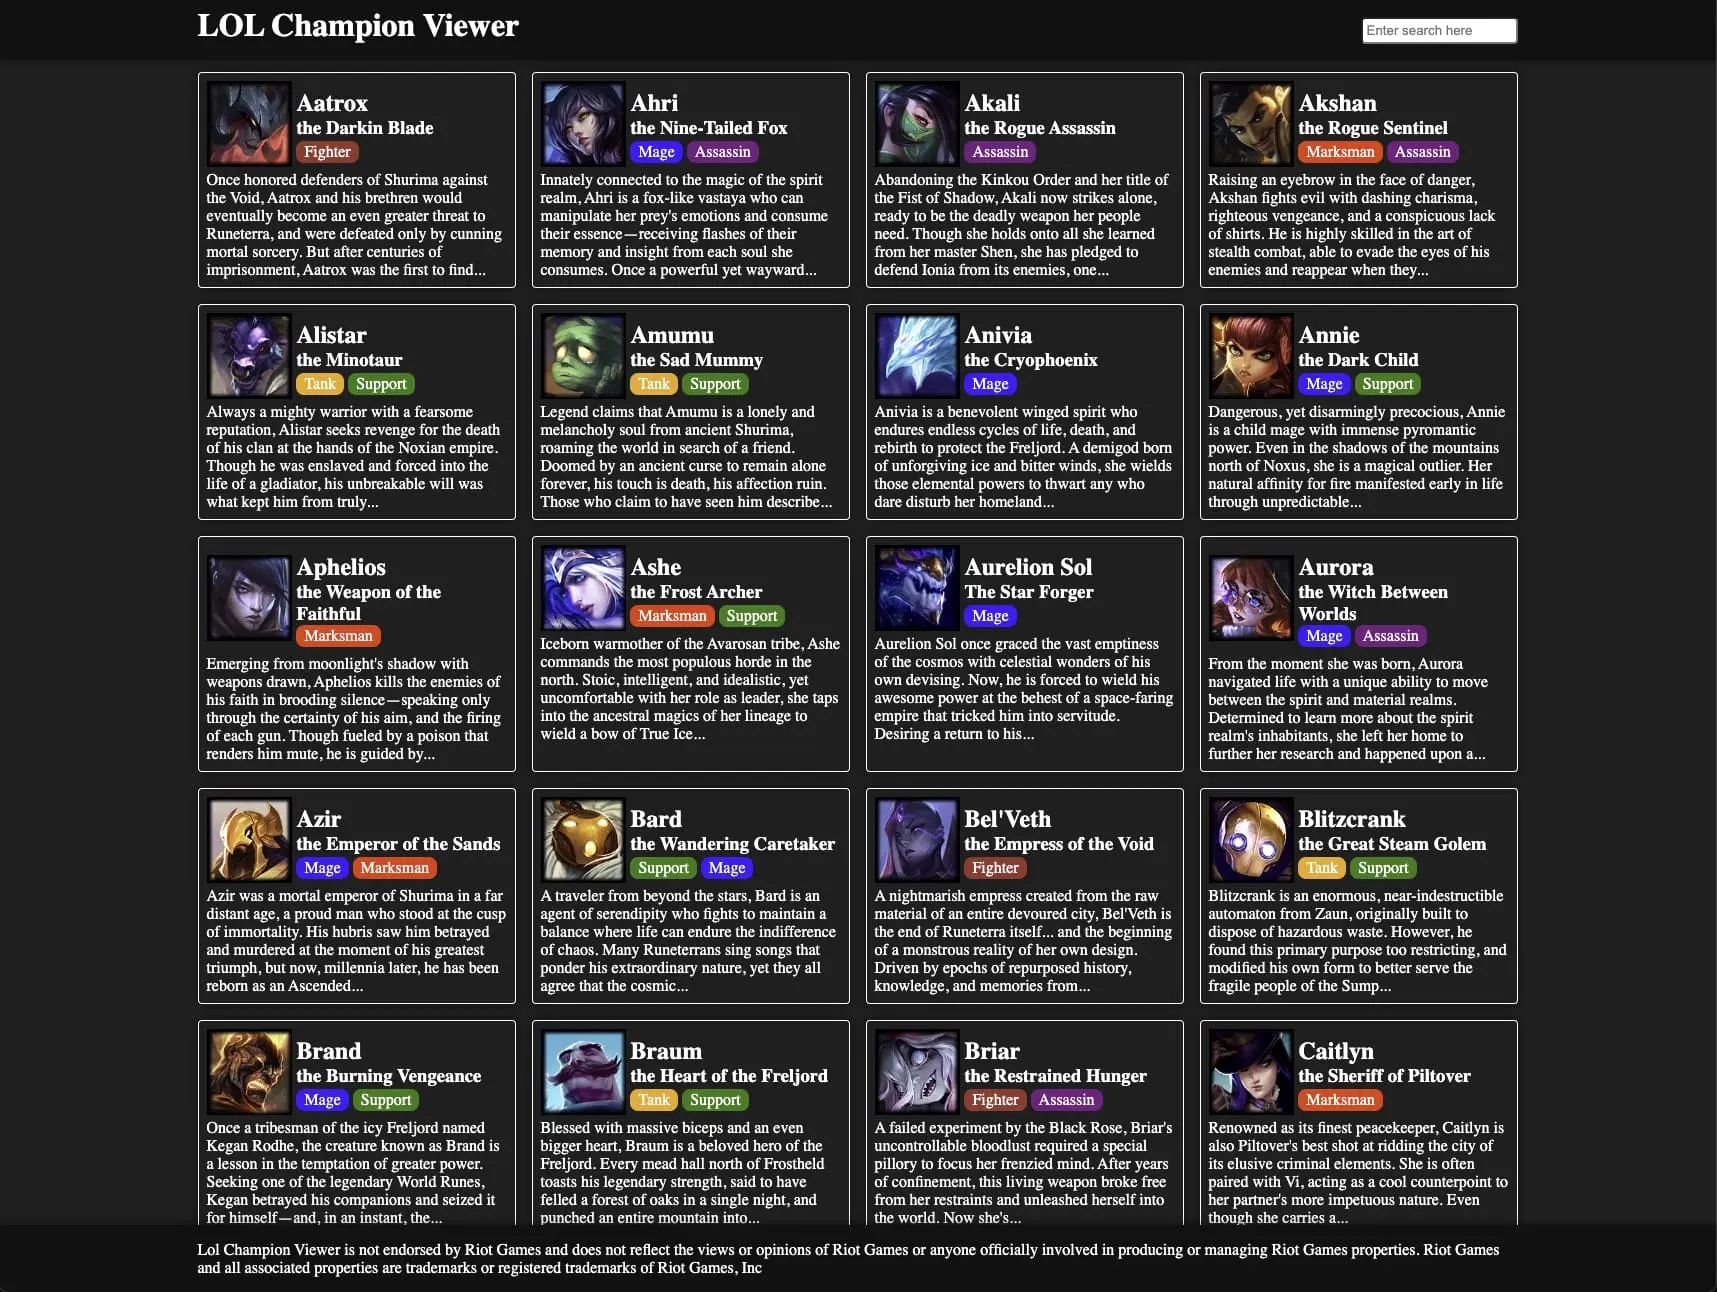 LOL Champion Viewer
Enter search here
Aatrox
the Darkin Blade
Fighter
Once honored defenders of Shurima against
the Void, Aatrox and his brethren would
eventually become an even greater threat to
Runeterra, and were defeated only by cunning
mortal sorcery. But after centuries of
imprisonment, Aatrox was the first to find...
Ahri
the Nine-Tailed Fox
Mage Assassin
Innately connected to the magic of the spirit
realm, Ahri is a fox-like vastaya who can
manipulate her prey's emotions and consume
their essence—receiving flashes of their
memory and insight from each soul she
consumes. Once a powerful yet wayward...
Akali
the Rogue Assassin
Assassin
Abandoning the Kinkou Order and her title of
the Fist of Shadow, Akali now strikes alone,
ready to be the deadly weapon her people
need. Though she holds onto all she learned
from her master Shen, she has pledged to
defend Ionia from its enemies, one...
Akshan
the Rogue Sentinel
Marksman Assassin
Raising an eyebrow in the face of danger,
Akshan fights evil with dashing charisma,
righteous vengeance, and a conspicuous lack
of shirts. He is highly skilled in the art of
stealth combat, able to evade the eyes of his
enemies and reappear when they...
Alistar
the Minotaur
Tank Support
Always a mighty warrior with a fearsome
reputation, Alistar seeks revenge for the death
of his clan at the hands of the Noxian empire.
Though he was enslaved and forced into the
life of a gladiator, his unbreakable will was
what kept him from truly...
Amumu
the Sad Mummy
Tank Support
Legend claims that Amumu is a lonely and
melancholy soul from ancient Shurima,
roaming the world in search of a friend.
Doomed by an ancient curse to remain alone
forever, his touch is death, his affection ruin.
Those who claim to have seen him describe...
Anivia
the Cryophoenix
Mage
Anivia is a benevolent winged spirit who
endures endless cycles of life, death, and
rebirth to protect the Freljord. A demigod born
of unforgiving ice and bitter winds, she wields
those elemental powers to thwart any who
dare disturb her homeland...
Annie
the Dark Child
Mage Support
Dangerous, yet disarmingly precocious, Annie
is a child mage with immense pyromantic
power. Even in the shadows of the mountains
north of Noxus, she is a magical outlier. Her
natural affinity for fire manifested early in life
through unpredictable...
Aphelios
the Weapon of the
Faithful
Marksman
Emerging from moonlight's shadow with
weapons drawn, Aphelios kills the enemies of
his faith in brooding silence—speaking only
through the certainty of his aim, and the firing
of each gun. Though fueled by a poison that
renders him mute, he is guided by...
Ashe
the Frost Archer
Marksman Support
Iceborn warmother of the Avarosan tribe, Ashe
commands the most populous horde in the
north. Stoic, intelligent, and idealistic, yet
uncomfortable with her role as leader, she taps
into the ancestral magics of her lineage to
wield a bow of True Ice...
Aurelion Sol
The Star Forger
Mage
Aurelion Sol once graced the vast emptiness
of the cosmos with celestial wonders of his
own devising. Now, he is forced to wield his
awesome power at the behest of a space-faring
empire that tricked him into servitude.
Desiring a return to his...
Aurora
the Witch Between
Worlds
Mage Assassin
From the moment she was born, Aurora
navigated life with a unique ability to move
between the spirit and material realms.
Determined to learn more about the spirit
realm's inhabitants, she left her home to
further her research and happened upon a...
Azir
the Emperor of the Sands
Mage Marksman
Azir was a mortal emperor of Shurima in a far
distant age, a proud man who stood at the cusp
of immortality. His hubris saw him betrayed
and murdered at the moment of his greatest
triumph, but now, millennia later, he has been
reborn as an Ascended...
Bard
the Wandering Caretaker
Support Mage
A traveler from beyond the stars, Bard is an
agent of serendipity who fights to maintain a
balance where life can endure the indifference
of chaos. Many Runeterrans sing songs that
ponder his extraordinary nature, yet they all
agree that the cosmic...
Bel'Veth
the Empress of the Void
Fighter
A nightmarish empress created from the raw
material of an entire devoured city, Bel'Veth is
the end of Runeterra itself... and the beginning
of a monstrous reality of her own design.
Driven by epochs of repurposed history,
knowledge, and memories from...
Blitzcrank
the Great Steam Golem
Tank Support
Blitzcrank is an enormous, near-indestructible
automaton from Zaun, originally built to
dispose of hazardous waste. However, he
found this primary purpose too restricting, and
modified his own form to better serve the
fragile people of the Sump...
Brand
the Burning Vengeance
Mage Support
Once a tribesman of the icy Freljord named
Kegan Rodhe, the creature known as Brand is
a lesson in the temptation of greater power.
Seeking one of the legendary World Runes,
Kegan betrayed his companions and seized it
for himself—and, in an instant, the...
Braum
the Heart of the Freljord
Tank Support
Blessed with massive biceps and an even
bigger heart, Braum is a beloved hero of the
Freljord. Every mead hall north of Frostheld
toasts his legendary strength, said to have
felled a forest of oaks in a single night, and
punched an entire mountain into...
Briar
the Restrained Hunger
Fighter Assassin
A failed experiment by the Black Rose, Briar's
uncontrollable bloodlust required a special
pillory to focus her frenzied mind. After years
of confinement, this living weapon broke free
from her restraints and unleashed herself into
the world. Now she's...
Caitlyn
the Sheriff of Piltover
Marksman
Renowned as its finest peacekeeper, Caitlyn is
also Piltover's best shot at ridding the city of
its elusive criminal elements. She is often
paired with Vi, acting as a cool counterpoint to
her partner's more impetuous nature. Even
though she carries a...
Lol Champion Viewer is not endorsed by Riot Games and does not reflect the views or opinions of Riot Games or anyone officially involved in producing or managing Riot Games properties. Riot Games
and all associated properties are trademarks or registered trademarks of Riot Games, Inc